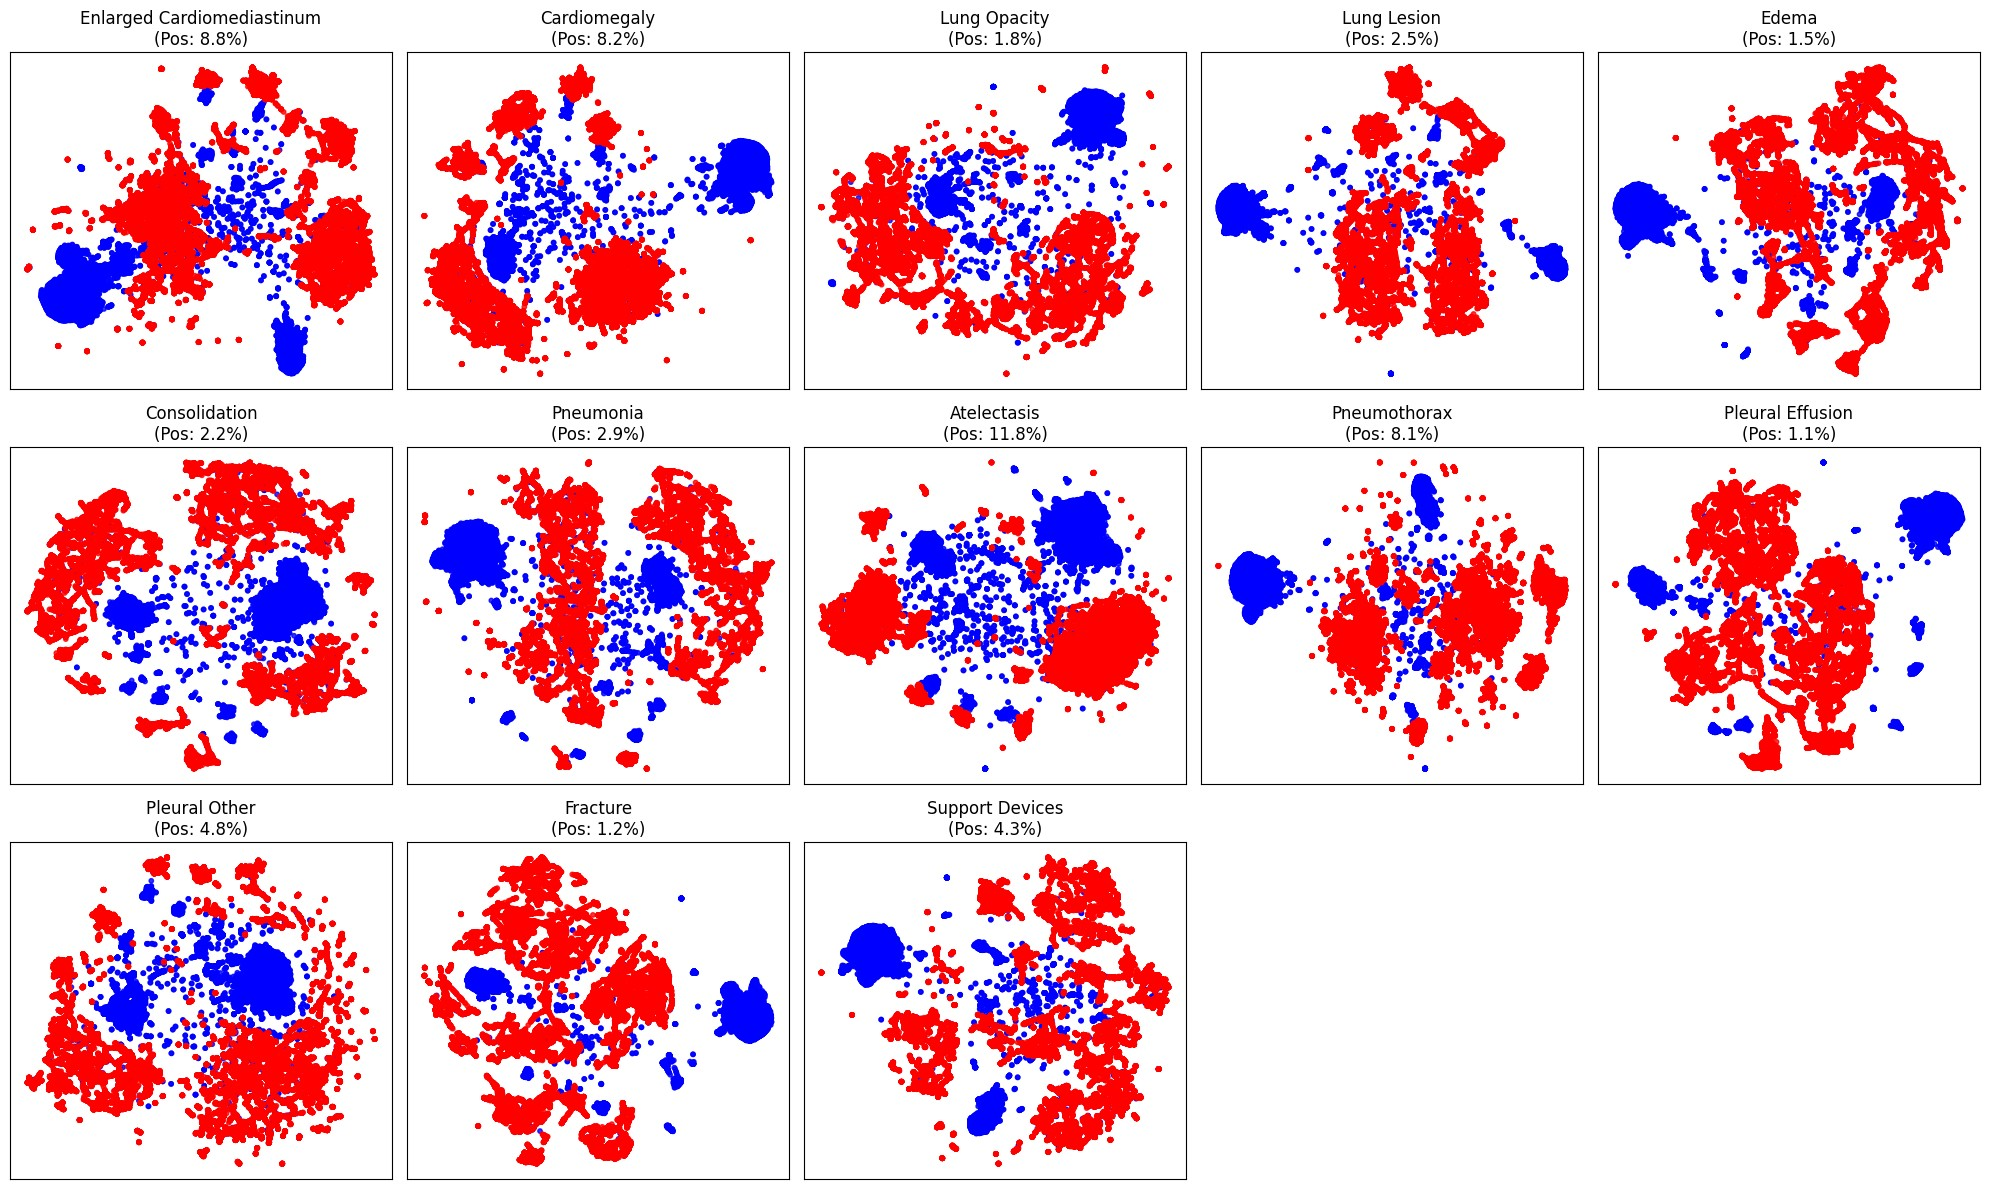 Enlarged Cardiomediastinum
(Pos: 8.8%)
Cardiomegaly
(Pos: 8.2%)
Lung Opacity
(Pos: 1.8%)
Lung Lesion
(Pos: 2.5%)
Edema
(Pos: 1.5%)
Consolidation
(Pos: 2.2%)
Pneumonia
(Pos: 2.9%)
Atelectasis
(Pos: 11.8%)
Pneumothorax
(Pos: 8.1%)
Pleural Effusion
(Pos: 1.1%)
Pleural Other
(Pos: 4.8%)
Fracture
(Pos: 1.2%)
Support Devices
(Pos: 4.3%)